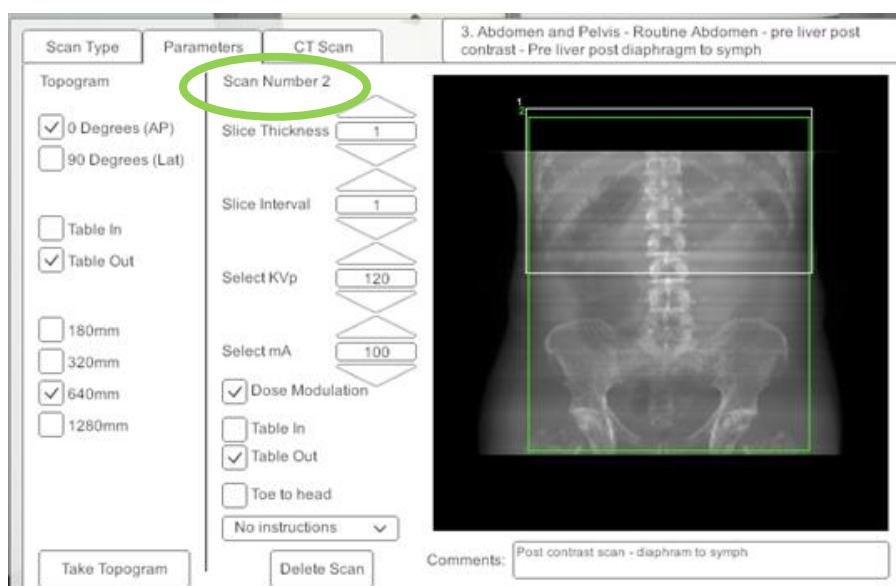 Scan Type
Parameters
CT Scan
3. Abdomen and Pelvis - Routine Abdomen - pre liver post
contrast - Pre liver post diaphragm to symph
Topogram
0 Degrees (AP)
90 Degrees (Lat)
Table In
Table Out
180mm
320mm
640mm
1280mm
Take Topogram
Scan Number 2
Slice Thickness 1
Slice Interval 1
Select KVp 120
Select mA 100
Dose Modulation
Table In
Table Out
Toe to head
No instructions
Delete Scan
1
2
Comments: Post contrast scan - diaphram to symph